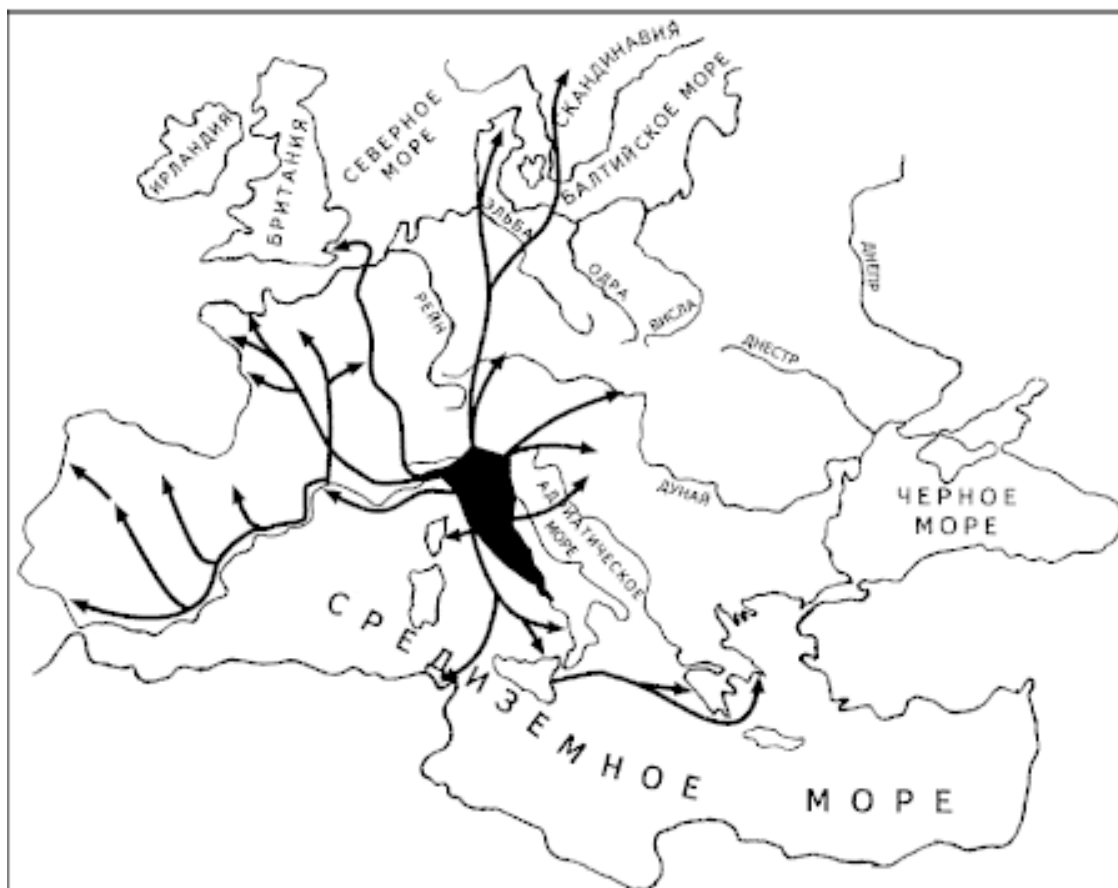 ИРЛАНДИЯ
БРИТАНИЯ
СЕВЕРНОЕ
МОРЕ
СКАНДИНАВИЯ
БАЛТИЙСКОЕ МОРЕ
ЭЛЬБА
ОДРА
ВИСЛА
РЕЙН
ДНЕПР
ДНЕСТР
ДУНАЙ
ЧЕРНОЕ
МОРЕ
АДРИАТИЧЕСКОЕ
МОРЕ
СРЕДИЗЕМНОЕ МОРЕ